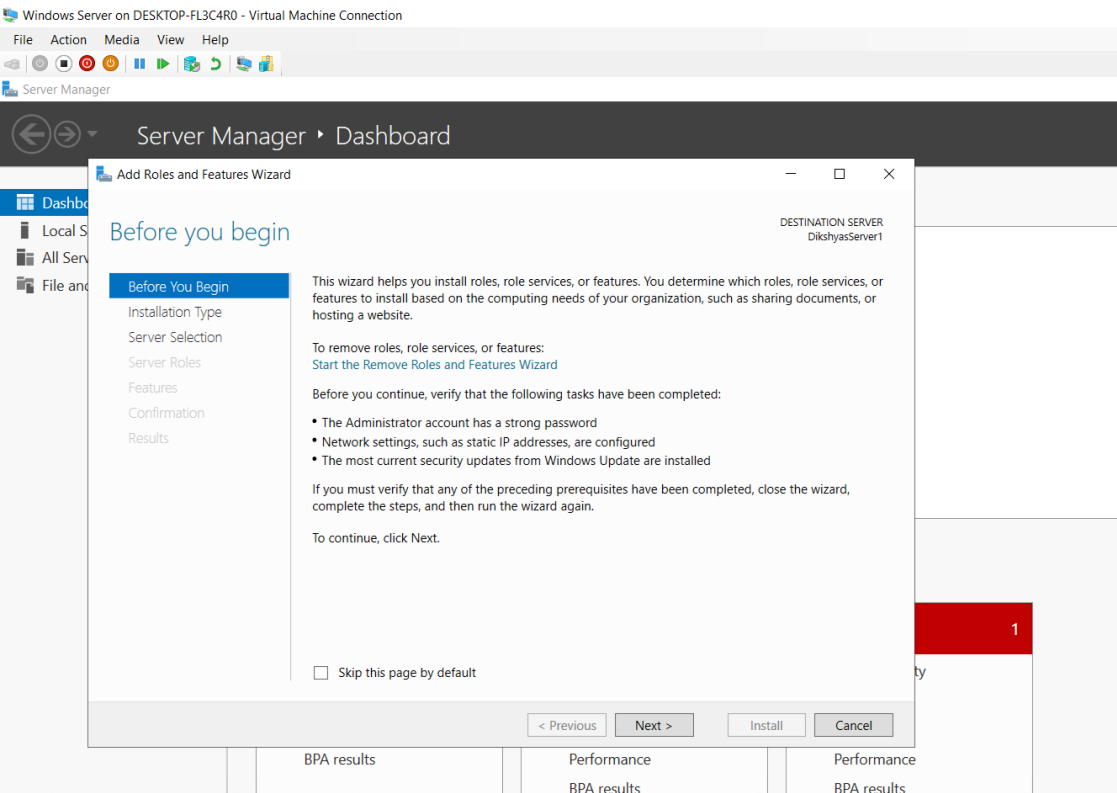 Windows Server on DESKTOP-FL3C4R0 - Virtual Machine Connection
File Action Media View Help
Server Manager
Server Manager ‣ Dashboard
Add Roles and Features Wizard
Dashbo
Local S
All Serv
File and
Before you begin
DESTINATION SERVER
DikshyasServer1
Before You Begin
Installation Type
Server Selection
Server Roles
Features
Confirmation
Results
This wizard helps you install roles, role services, or features. You determine which roles, role services, or
features to install based on the computing needs of your organization, such as sharing documents, or
hosting a website.
To remove roles, role services, or features:
Start the Remove Roles and Features Wizard
Before you continue, verify that the following tasks have been completed:
• The Administrator account has a strong password
• Network settings, such as static IP addresses, are configured
• The most current security updates from Windows Update are installed
If you must verify that any of the preceding prerequisites have been completed, close the wizard,
complete the steps, and then run the wizard again.
To continue, click Next.
Skip this page by default
< Previous Next > Install Cancel
1
ty
BPA results
Performance
BPA results
Performance
BPA results